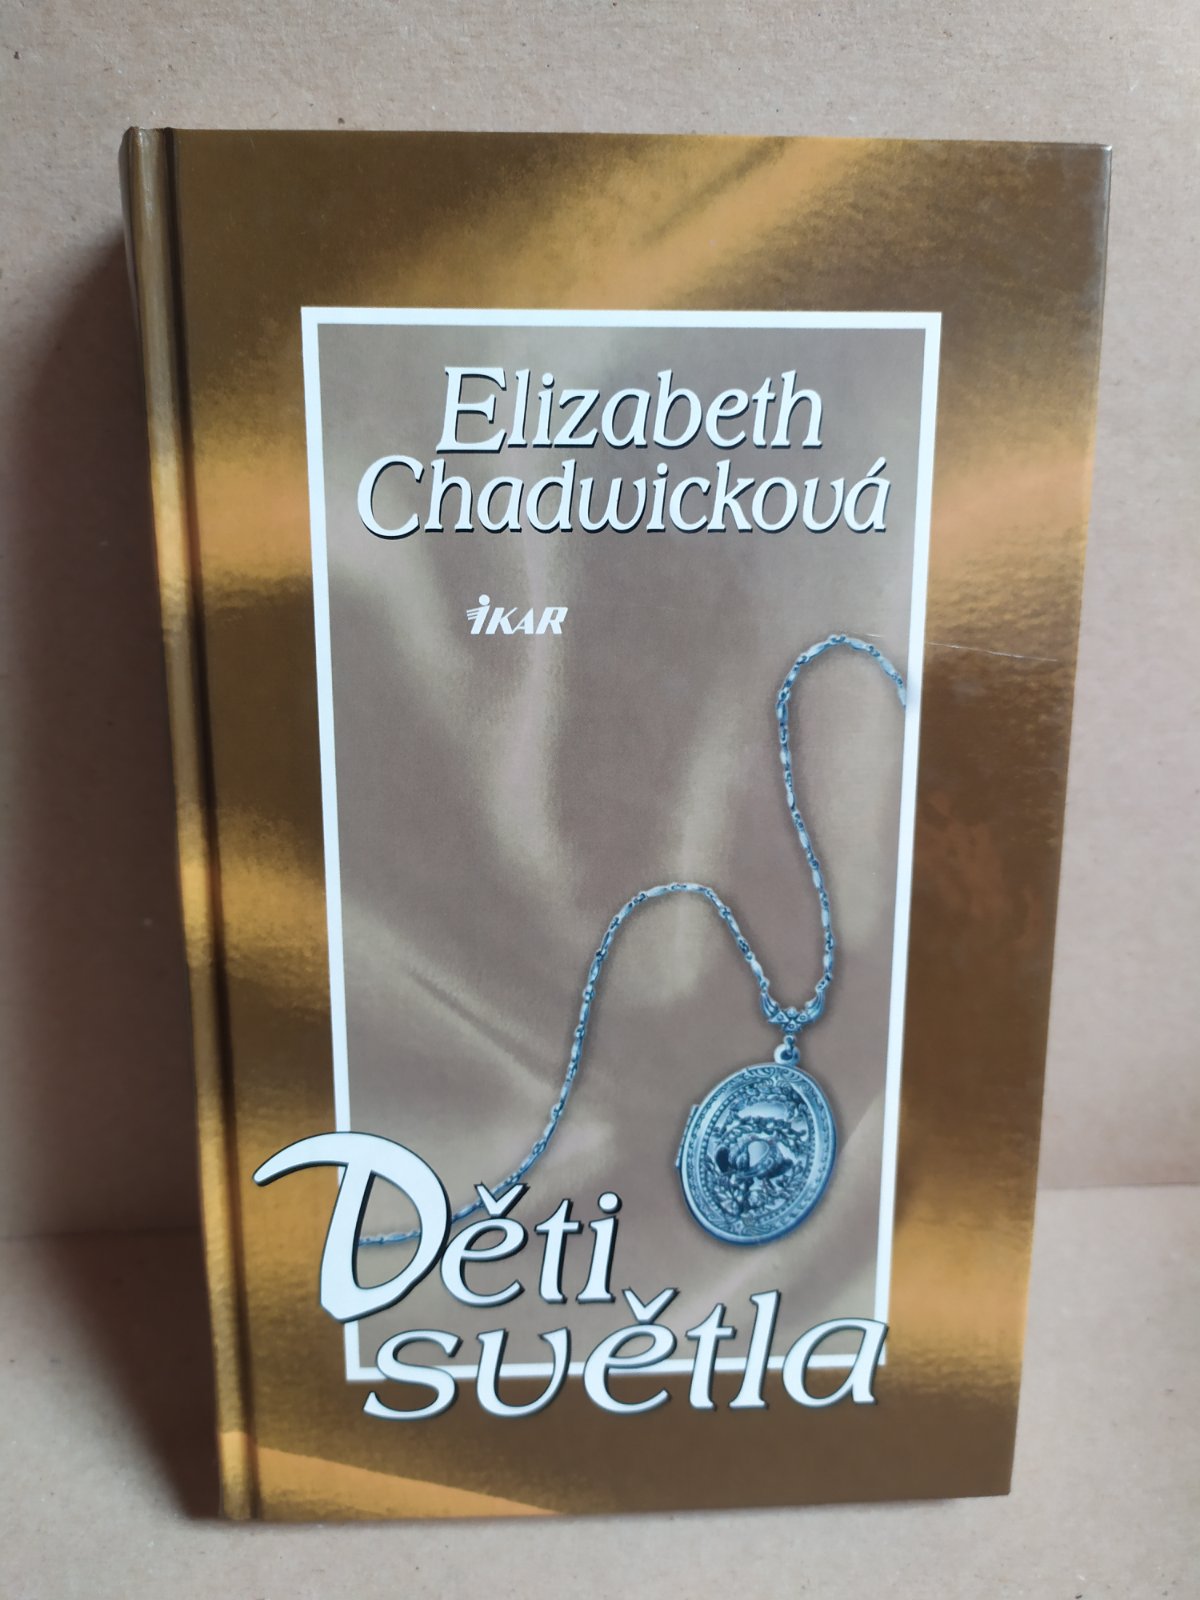 Elizabeth
Chadwicková
iKAR
Děti
světla